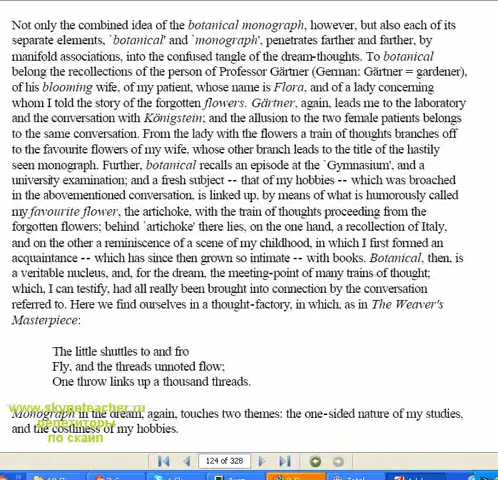 Not only the combined idea of the botanical monograph, however, but also each of its
separate elements, `botanical' and `monograph', penetrates farther and farther, by
manifold associations, into the confused tangle of the dream-thoughts. To botanical
belong the recollections of the person of Professor Gärtner (German: Gärtner = gardener),
of his blooming wife, of my patient, whose name is Flora, and of a lady concerning
whom I told the story of the forgotten flowers. Gärtner, again, leads me to the laboratory
and the conversation with Königstein; and the allusion to the two female patients belongs
to the same conversation. From the lady with the flowers a train of thoughts branches off
to the favourite flowers of my wife, whose other branch leads to the title of the hastily
seen monograph. Further, botanical recalls an episode at the `Gymnasium', and a
university examination; and a fresh subject -- that of my hobbies -- which was broached
in the abovementioned conversation, is linked up, by means of what is humorously called
my favourite flower, the artichoke, with the train of thoughts proceeding from the
forgotten flowers; behind `artichoke' there lies, on the one hand, a recollection of Italy,
and on the other a reminiscence of a scene of my childhood, in which I first formed an
acquaintance -- which has since then grown so intimate -- with books. Botanical, then, is
a veritable nucleus, and, for the dream, the meeting-point of many trains of thought;
which, I can testify, had all really been brought into connection by the conversation
referred to. Here we find ourselves in a thought-factory, in which, as in The Weaver's
Masterpiece:
The little shuttles to and fro
Fly, and the threads unnoted flow;
One throw links up a thousand threads.
www.skypeteacher.ru
Monograph in the dream, again, touches two themes: the one-sided nature of my studies,
репетиторы
and the costliness of my hobbies.
по скайп
124 of 328